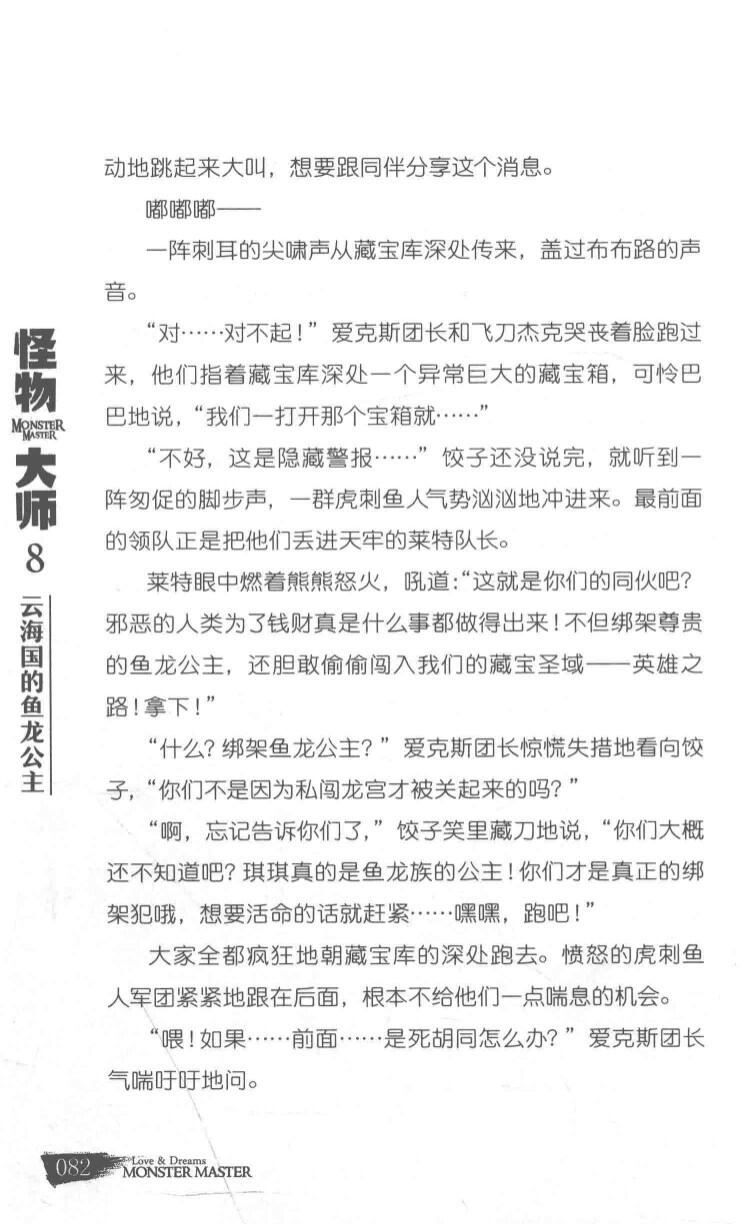 动地跳起来大叫，想要跟同伴分享这个消息。
嘟嘟嘟——
一阵刺耳的尖啸声从藏宝库深处传来，盖过布布路的声
音。
“对……对不起！”爱克斯团长和飞刀杰克哭丧着脸跑过
来，他们指着藏宝库深处一个异常巨大的藏宝箱，可怜巴
巴地说，“我们一打开那个宝箱就……”
“不好，这是隐藏警报……”饺子还没说完，就听到一
阵匆促的脚步声，一群虎刺鱼人气势汹汹地冲进来。最前面
的领队正是把他们丢进天牢的莱特队长。
莱特眼中燃着熊熊怒火，吼道：“这就是你们的同伙吧？
邪恶的人类为了钱财真是什么事都做得出来！不但绑架尊贵
的鱼龙公主，还胆敢偷偷闯入我们的藏宝圣域——英雄之
路！拿下！”
“什么？绑架鱼龙公主？”爱克斯团长惊慌失措地看向饺
子，“你们不是因为私闯龙宫才被关起来的吗？”
“啊，忘记告诉你们了，”饺子笑里藏刀地说，“你们大概
还不知道吧？琪琪真的是鱼龙族的公主！你们才是真正的绑
架犯哦，想要活命的话就赶紧……嘿嘿，跑吧！”
大家全都疯狂地朝藏宝库的深处跑去。愤怒的虎刺鱼
人军团紧紧地跟在后面，根本不给他们一点喘息的机会。
“喂！如果……前面……是死胡同怎么办？”爱克斯团长
气喘吁吁地问。
怪物
MONSTER
MASTER
大师
8
云海国的鱼龙公主
082
Love & Dreams
MONSTER MASTER